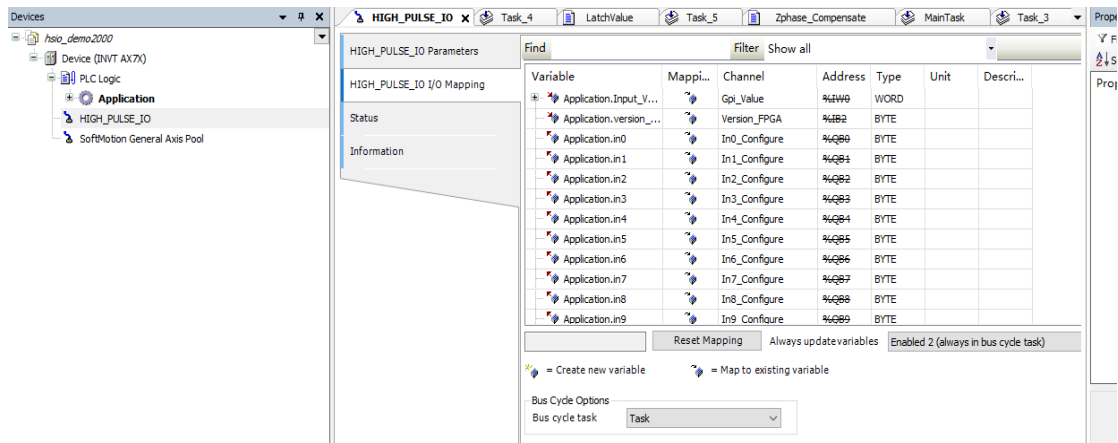 Devices
HIGH_PULSE_IO Task_4 LatchValue Task_5 Zphase_Compensate MainTask Task_3
hsio_demo2000
Device (INVT AX7X)
PLC Logic
Application
HIGH_PULSE_IO
SoftMotion General Axis Pool
HIGH_PULSE_IO Parameters
HIGH_PULSE_IO I/O Mapping
Status
Information
Find Filter Show all
Variable Mappi... Channel Address Type Unit Descri...
Application.Input_V... Gpi_Value %IW0 WORD
Application.version_... Version_FPGA %IB2 BYTE
Application.in0 In0_Configure %QB0 BYTE
Application.in1 In1_Configure %QB1 BYTE
Application.in2 In2_Configure %QB2 BYTE
Application.in3 In3_Configure %QB3 BYTE
Application.in4 In4_Configure %QB4 BYTE
Application.in5 In5_Configure %QB5 BYTE
Application.in6 In6_Configure %QB6 BYTE
Application.in7 In7_Configure %QB7 BYTE
Application.in8 In8_Configure %QB8 BYTE
Application.in9 In9_Configure %QB9 BYTE
Reset Mapping Always update variables Enabled 2 (always in bus cycle task)
= Create new variable = Map to existing variable
Bus Cycle Options
Bus cycle task Task